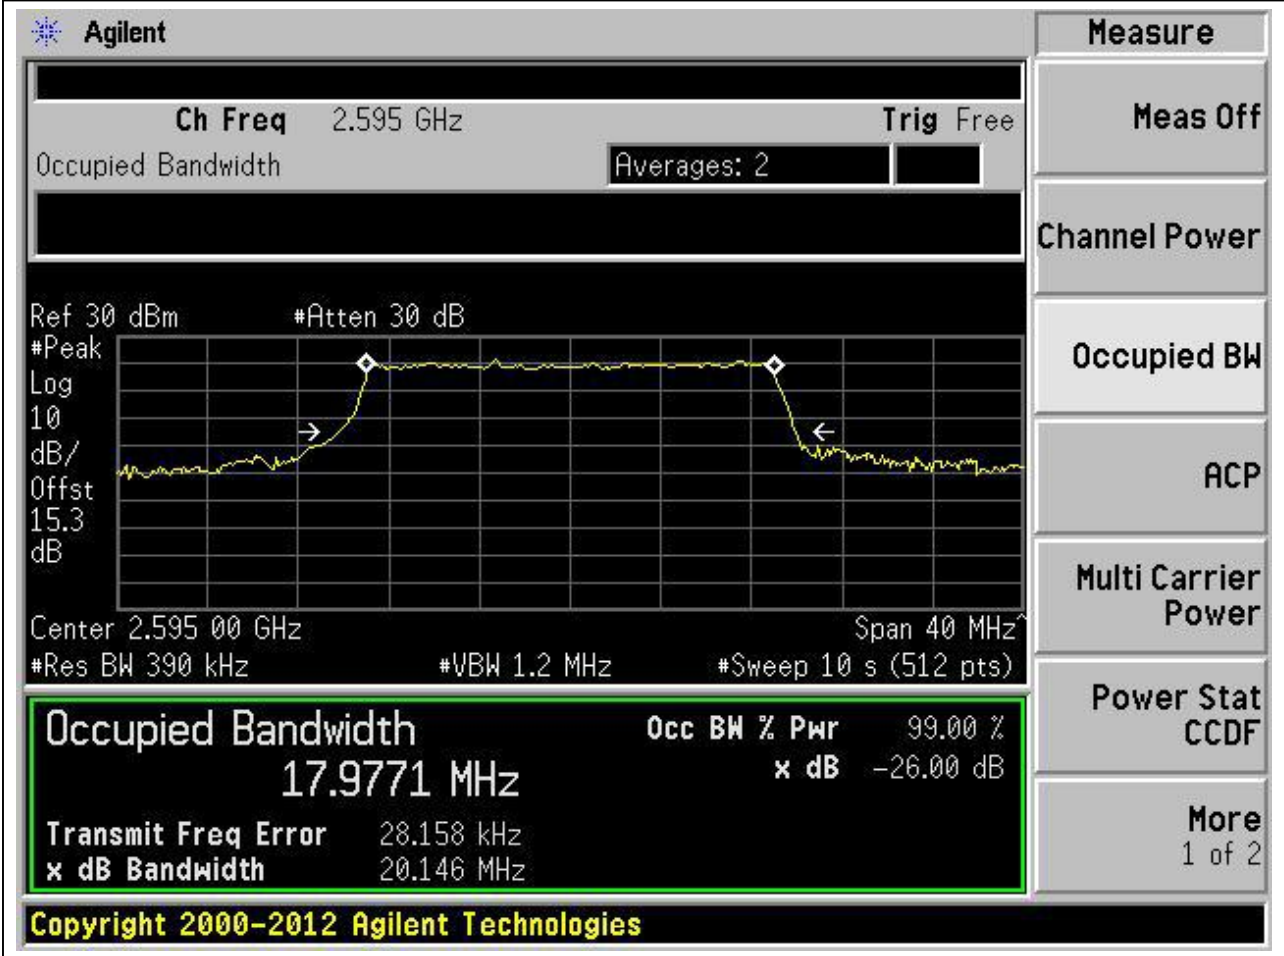 Agilent
Measure
Ch Freq 2.595 GHz Trig Free
Meas Off
Occupied Bandwidth Averages: 2
Channel Power
Ref 30 dBm #Atten 30 dB
#Peak
Log
10
dB/
Offst
15.3
dB
Occupied BW
ACP
Center 2.595 00 GHz Span 40 MHz^
#Res BW 390 kHz #VBW 1.2 MHz #Sweep 10 s (512 pts)
Multi Carrier
Power
Occupied Bandwidth Occ BW % Pwr 99.00 %
17.9771 MHz x dB -26.00 dB
Transmit Freq Error 28.158 kHz
x dB Bandwidth 20.146 MHz
Power Stat
CCDF
More
1 of 2
Copyright 2000-2012 Agilent Technologies